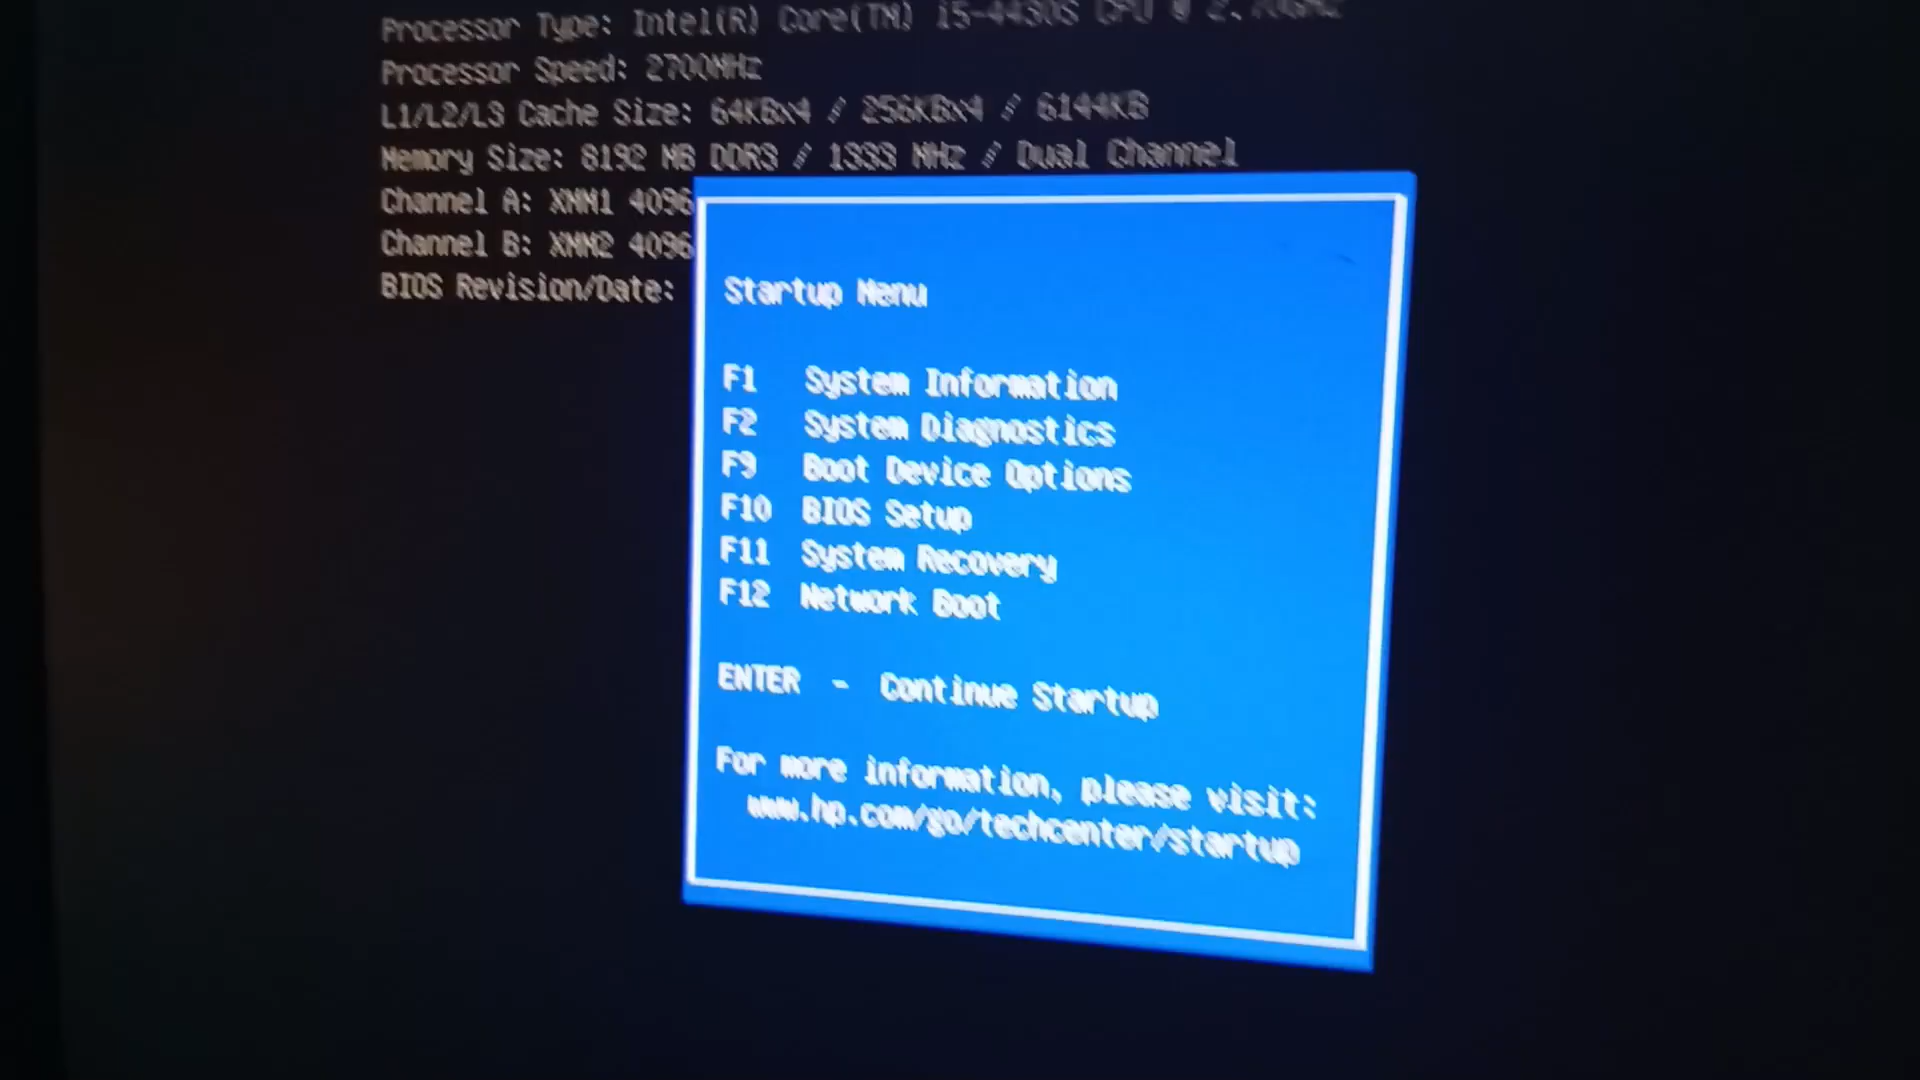 Processor Type: Intel(R) Core(TM) i5-4430S CPU @ 2.70GHz
Processor Speed: 2700MHz
L1/L2/L3 Cache Size: 64KBx4 / 256KBx4 / 6144KB
Memory Size: 8192 MB DDR3 / 1333 MHz / Dual Channel
Channel A: XMM1 4096
Channel B: XMM2 4096
BIOS Revision/Date:
Startup Menu
F1 System Information
F2 System Diagnostics
F9 Boot Device Options
F10 BIOS Setup
F11 System Recovery
F12 Network Boot
ENTER - Continue Startup
For more information, please visit:
www.hp.com/go/techcenter/startup